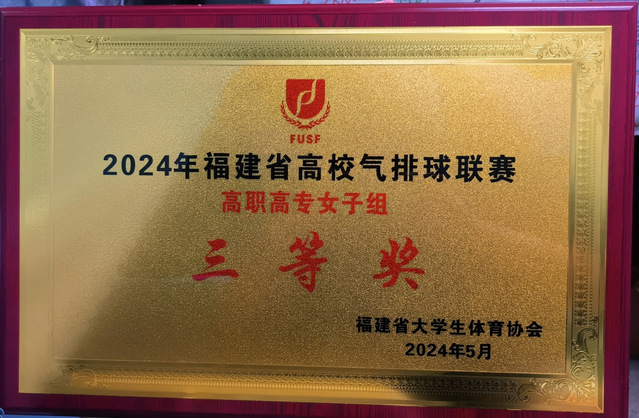 FUSF
2024年福建省高校气排球联赛
高职高专女子组
三等奖
福建省大学生体育协会
2024年5月